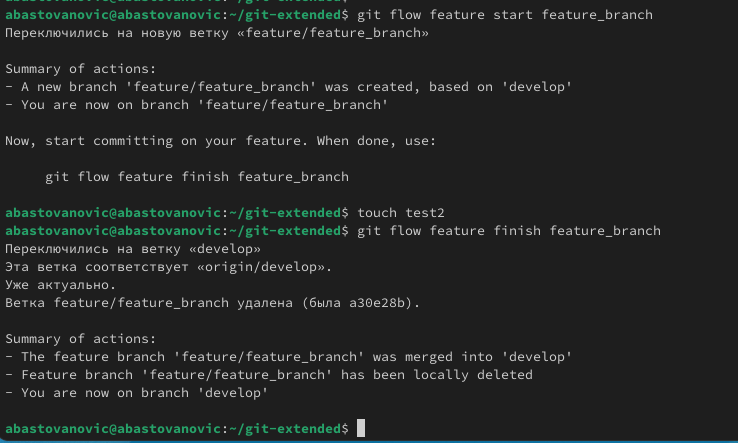 abastovanovic@abastovanovic:~/git-extended$ git flow feature start feature_branch
Переключились на новую ветку «feature/feature_branch»
Summary of actions:
- A new branch 'feature/feature_branch' was created, based on 'develop'
- You are now on branch 'feature/feature_branch'
Now, start committing on your feature. When done, use:
git flow feature finish feature_branch
abastovanovic@abastovanovic:~/git-extended$ touch test2
abastovanovic@abastovanovic:~/git-extended$ git flow feature finish feature_branch
Переключились на ветку «develop»
Эта ветка соответствует «origin/develop».
Уже актуально.
Ветка feature/feature_branch удалена (была a30e28b).
Summary of actions:
- The feature branch 'feature/feature_branch' was merged into 'develop'
- Feature branch 'feature/feature_branch' has been locally deleted
- You are now on branch 'develop'
abastovanovic@abastovanovic:~/git-extended$